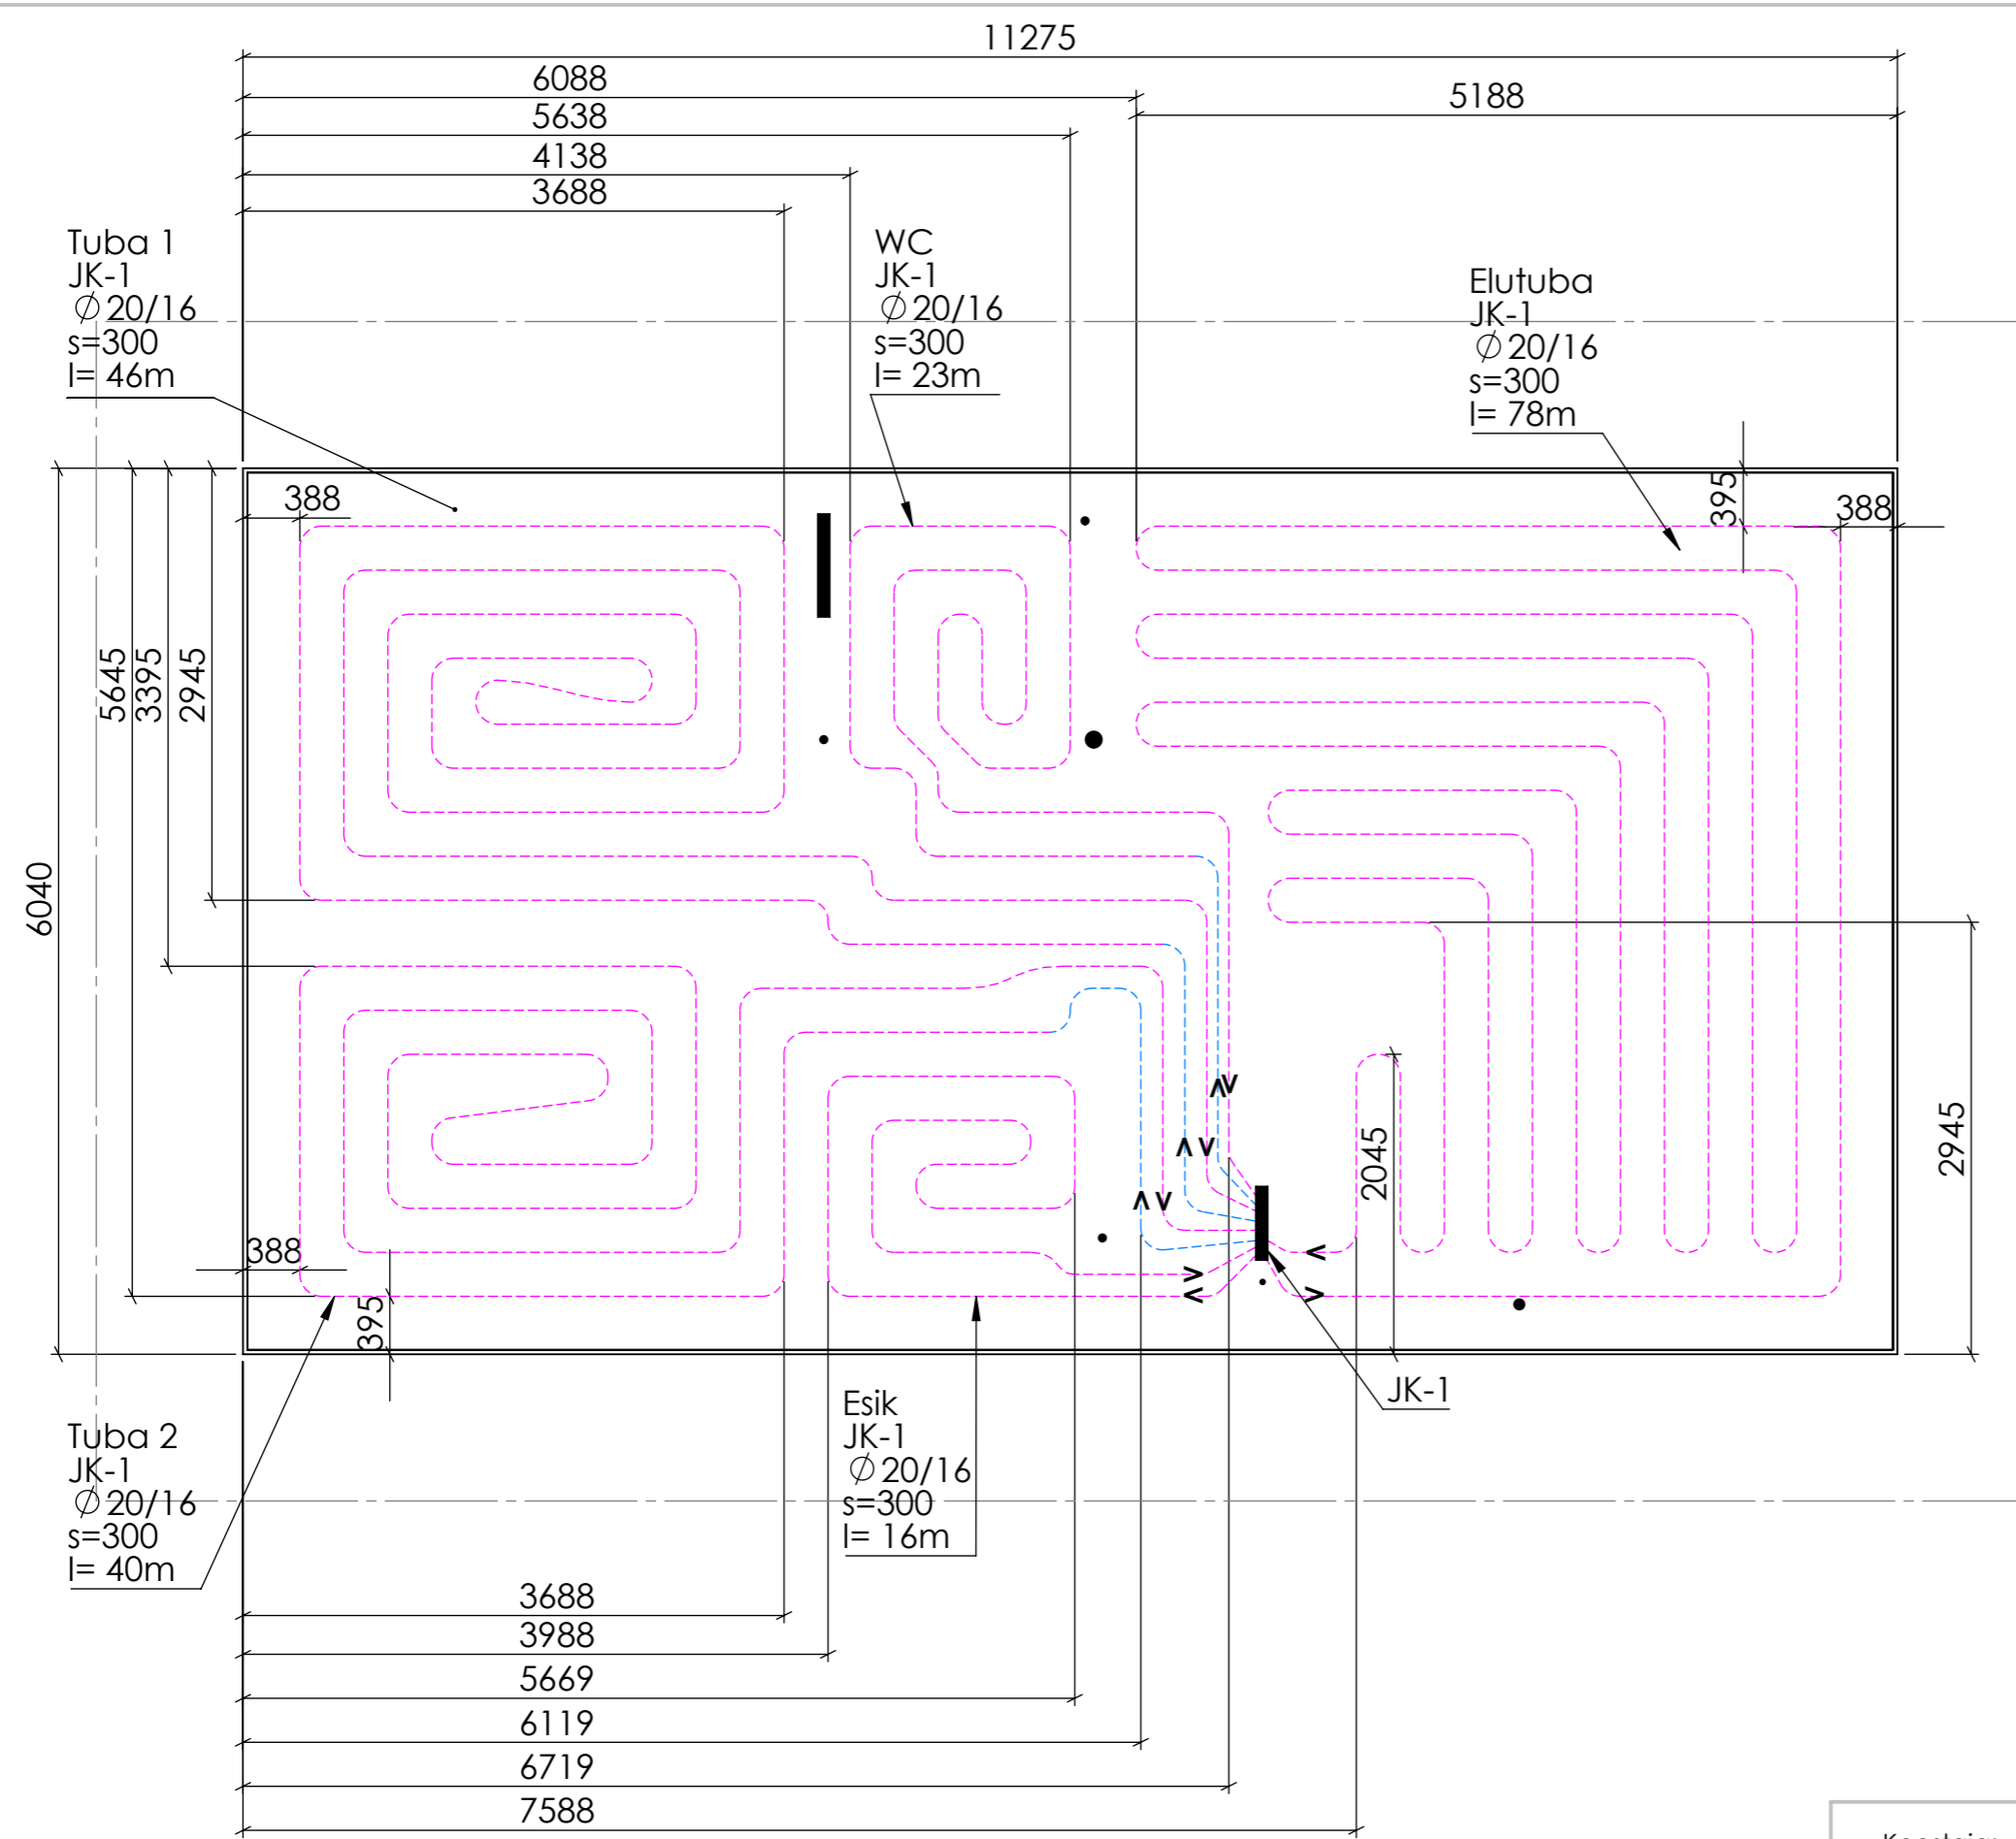 11275
6088
5188
5638
4138
3688
Tuba 1
JK-1
∅20/16
s=300
l= 46m
WC
JK-1
∅20/16
s=300
l= 23m
Elutuba
JK-1
∅20/16
s=300
l= 78m
388
395
388
5645
3395
2945
6040
2045
2945
388
395
JK-1
Tuba 2
JK-1
∅20/16
s=300
l= 40m
Esik
JK-1
∅20/16
s=300
l= 16m
3688
3988
5669
6119
6719
7588